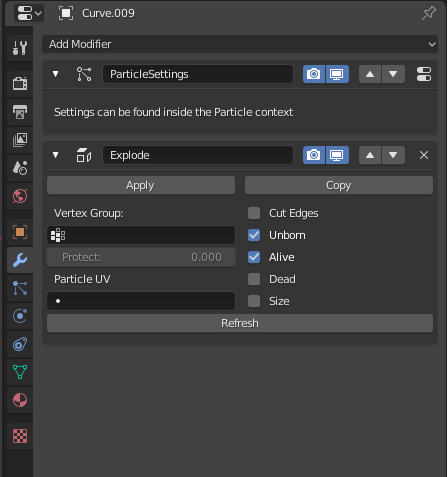 Curve.009
Add Modifier
ParticleSettings
Settings can be found inside the Particle context
Explode
Apply
Copy
Vertex Group:
Cut Edges
Unborn
Protect: 0.000
Alive
Particle UV
Dead
Size
Refresh